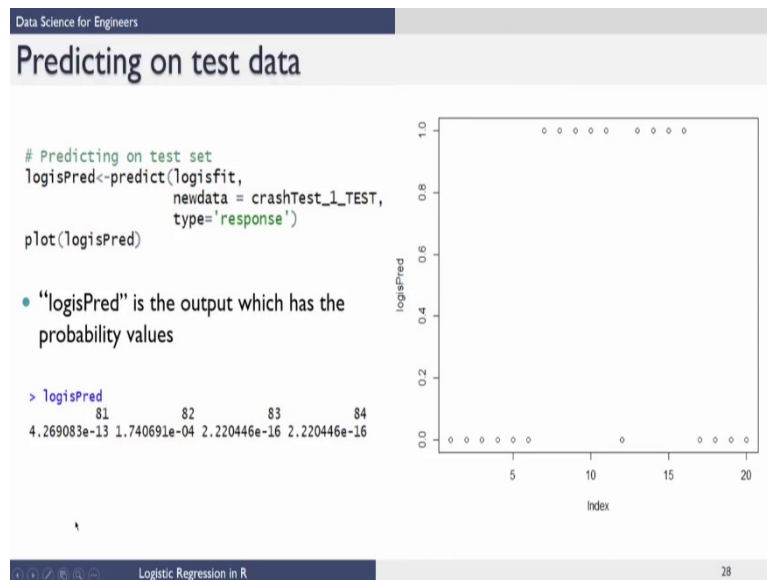 Data Science for Engineers
Predicting on test data
# Predicting on test set
logisPred<-predict(logisfit,
newdata = crashTest_1_TEST,
type='response')
plot(logisPred)
• “logisPred” is the output which has the
probability values
> logisPred
81 82 83 84
4.269083e-13 1.740691e-04 2.220446e-16 2.220446e-16
1.0
0.8
0.6
0.4
0.2
0.0
logisPred
5 10 15 20
Index
Logistic Regression in R
28